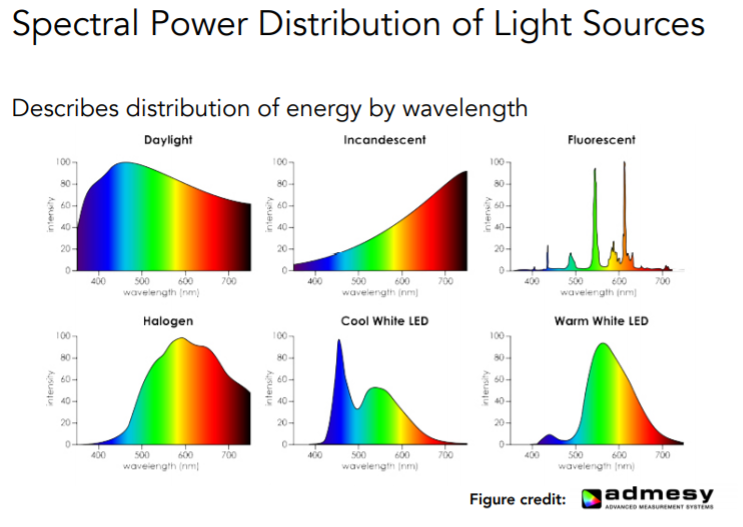 Spectral Power Distribution of Light Sources
Describes distribution of energy by wavelength
Daylight
Incandescent
Fluorescent
intensity
100
80
60
40
20
0
400 500 600 700
wavelength (nm)
intensity
100
80
60
40
20
0
400 500 600 700
wavelength (nm)
intensity
100
80
60
40
20
0
400 500 600 700
wavelength (nm)
Halogen
Cool White LED
Warm White LED
intensity
100
80
60
40
20
0
400 500 600 700
wavelength (nm)
intensity
100
80
60
40
20
0
400 500 600 700
wavelength (nm)
intensity
100
80
60
40
20
0
400 500 600 700
wavelength (nm)
Figure credit:
admesy
ADVANCED MEASUREMENT SYSTEMS